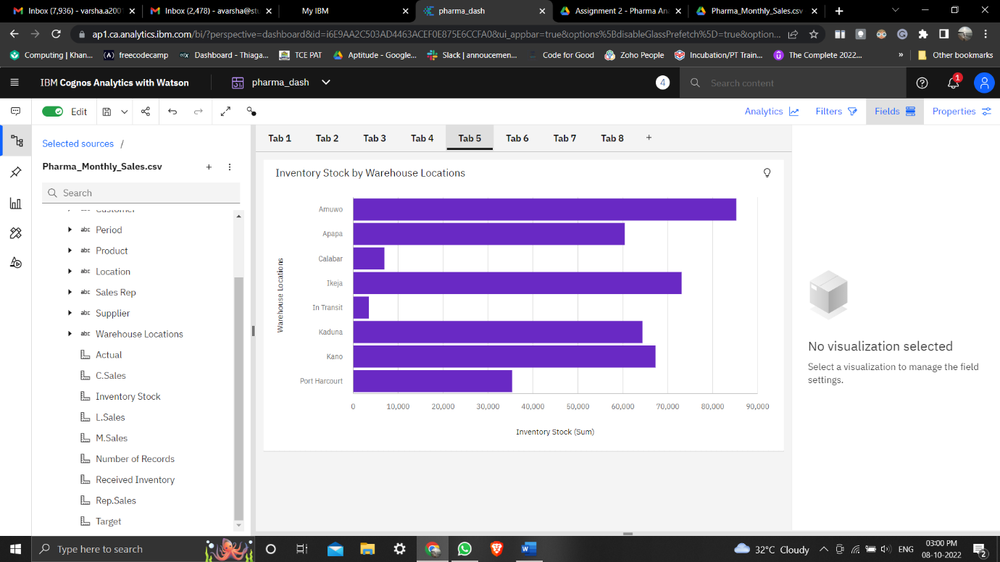 Inbox (7,936) - varsha.a2001
Inbox (2,478) - avarsha@stu
My IBM
pharma_dash
Assignment 2 - Pharma Ana
Pharma_Monthly_Sales.csv
ap1.ca.analytics.ibm.com/bi/?perspective=dashboard&id=i6E9AA2C503AD4463ACEF0E875E6CCFA0&ui_appbar=true&options%5BdisableGlassPrefetch%5D=true&option...
Computing | Khan...
freecodecamp
Dashboard - Thiaga...
TCE PAT
Aptitude - Google...
Slack | annoucemen...
Code for Good
Zoho People
Incubation/PT Train...
The Complete 2022...
»
Other bookmarks
IBM Cognos Analytics with Watson
pharma_dash
4
Search content
1
Edit
Analytics
Filters
Fields
Properties
Selected sources /
Pharma_Monthly_Sales.csv
Search
Customer
abc Period
abc Product
abc Location
abc Sales Rep
abc Supplier
abc Warehouse Locations
Actual
C.Sales
Inventory Stock
L.Sales
M.Sales
Number of Records
Received Inventory
Rep.Sales
Target
Tab 1
Tab 2
Tab 3
Tab 4
Tab 5
Tab 6
Tab 7
Tab 8
+
Inventory Stock by Warehouse Locations
Warehouse Locations
Amuwo
Apapa
Calabar
Ikeja
In Transit
Kaduna
Kano
Port Harcourt
0 10,000 20,000 30,000 40,000 50,000 60,000 70,000 80,000 90,000
Inventory Stock (Sum)
No visualization selected
Select a visualization to manage the field
settings.
Type here to search
32°C Cloudy
ENG
03:00 PM
08-10-2022
2